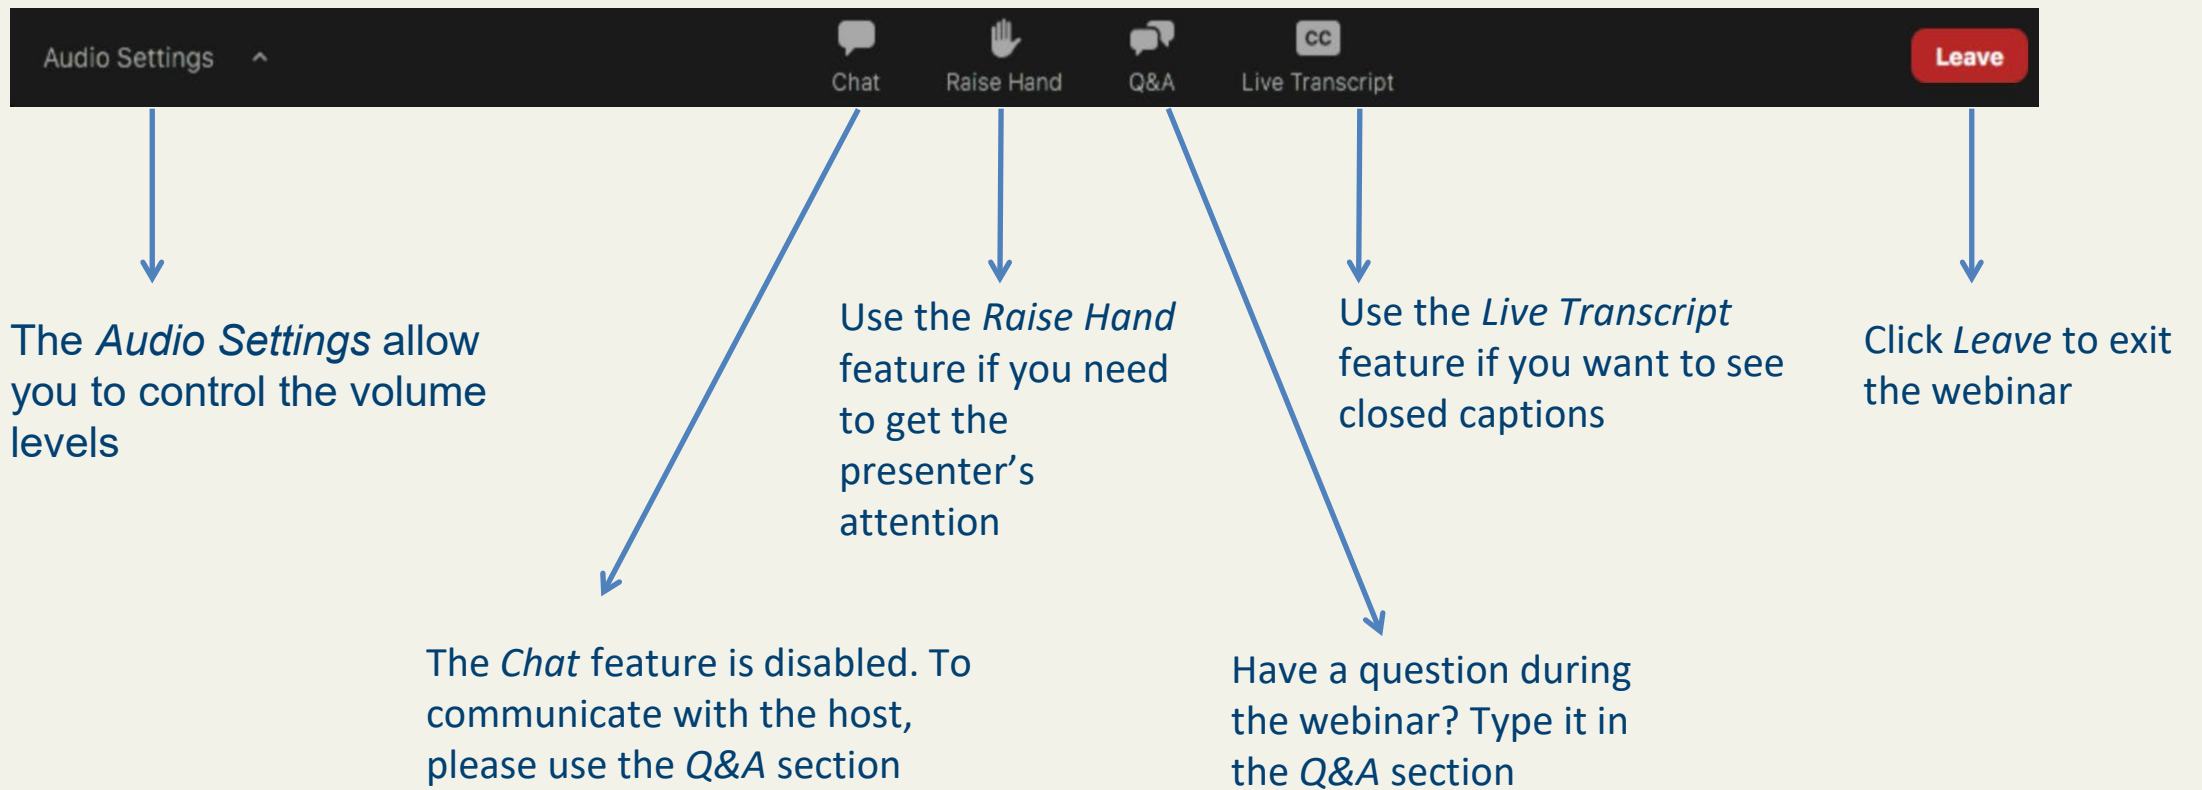 Audio Settings
Chat
Raise Hand
Q&A
CC
Live Transcript
Leave
The Audio Settings allow
you to control the volume
levels
Use the Raise Hand
feature if you need
to get the
presenter’s
attention
Use the Live Transcript
feature if you want to see
closed captions
Click Leave to exit
the webinar
The Chat feature is disabled. To
communicate with the host,
please use the Q&A section
Have a question during
the webinar? Type it in
the Q&A section